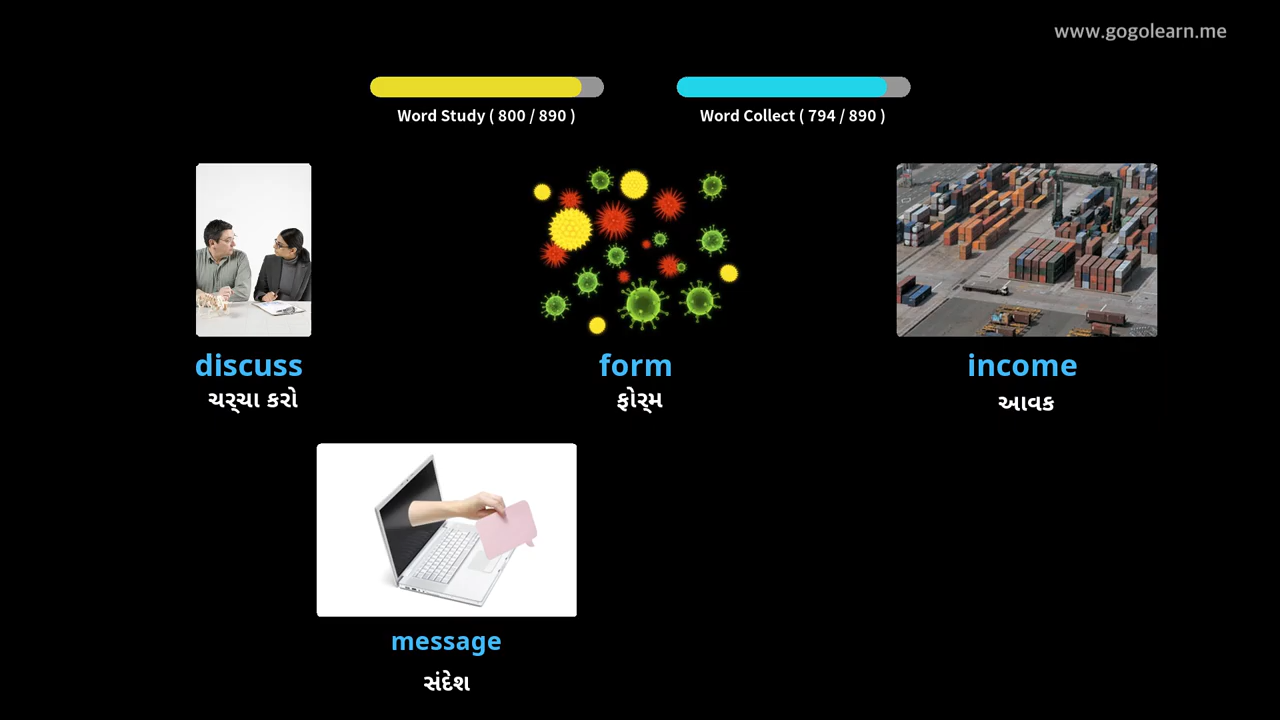 www.gogolearn.me
Word Study ( 800 / 890 )
Word Collect ( 794 / 890 )
discuss
ચર્ચા કરો
form
ફોર્મ
income
આવક
message
સંદેશ